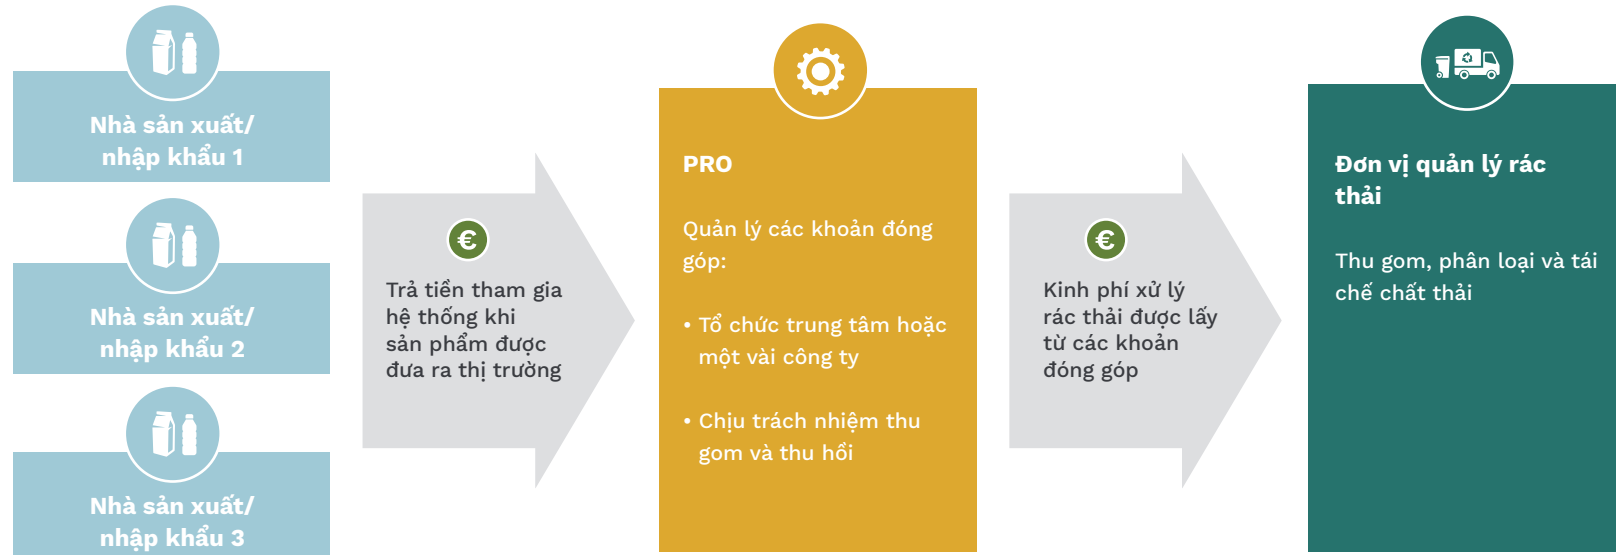 Nhà sản xuất/
nhập khẩu 1
Nhà sản xuất/
nhập khẩu 2
Nhà sản xuất/
nhập khẩu 3
€
Trả tiền tham gia
hệ thống khi
sản phẩm được
đưa ra thị trường
PRO
Quản lý các khoản đóng
góp:
• Tổ chức trung tâm hoặc
một vài công ty
• Chịu trách nhiệm thu
gom và thu hồi
€
Kinh phí xử lý
rác thải được lấy
từ các khoản
đóng góp
Đơn vị quản lý rác
thải
Thu gom, phân loại và tái
chế chất thải